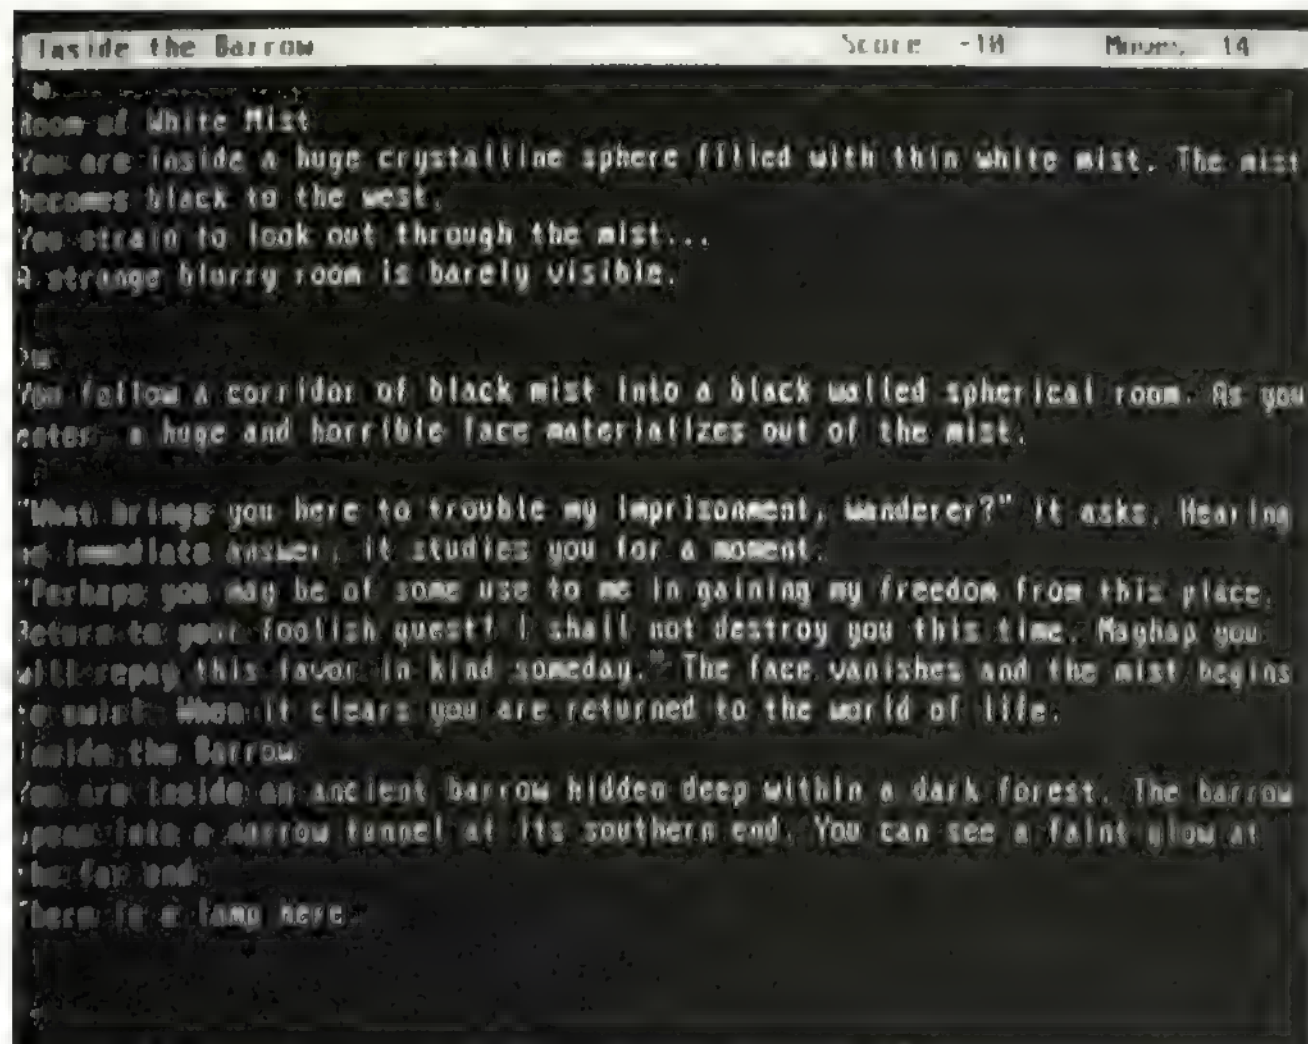 Inside the Barrow Score -10 Moves 14
Room of White Mist
You are inside a huge crystalline sphere filled with thin white mist. The mist
becomes black to the west.
You strain to look out through the mist...
A strange blurry room is barely visible.
>w
You follow a corridor of black mist into a black walled spherical room. As you
enter, a huge and horrible face materializes out of the mist.
"What brings you here to trouble my imprisonment, wanderer?" it asks. Hearing
no immediate answer, it studies you for a moment.
"Perhaps you may be of some use to me in gaining my freedom from this place.
Return to your foolish quest! I shall not destroy you this time. Mayhap you
will repay this favor in kind someday." The face vanishes and the mist begins
to swirl. When it clears you are returned to the world of life.
Inside the Barrow
You are inside an ancient barrow hidden deep within a dark forest. The barrow
opens into a narrow tunnel at its southern end. You can see a faint glow at
the far end.
There is a lamp here.